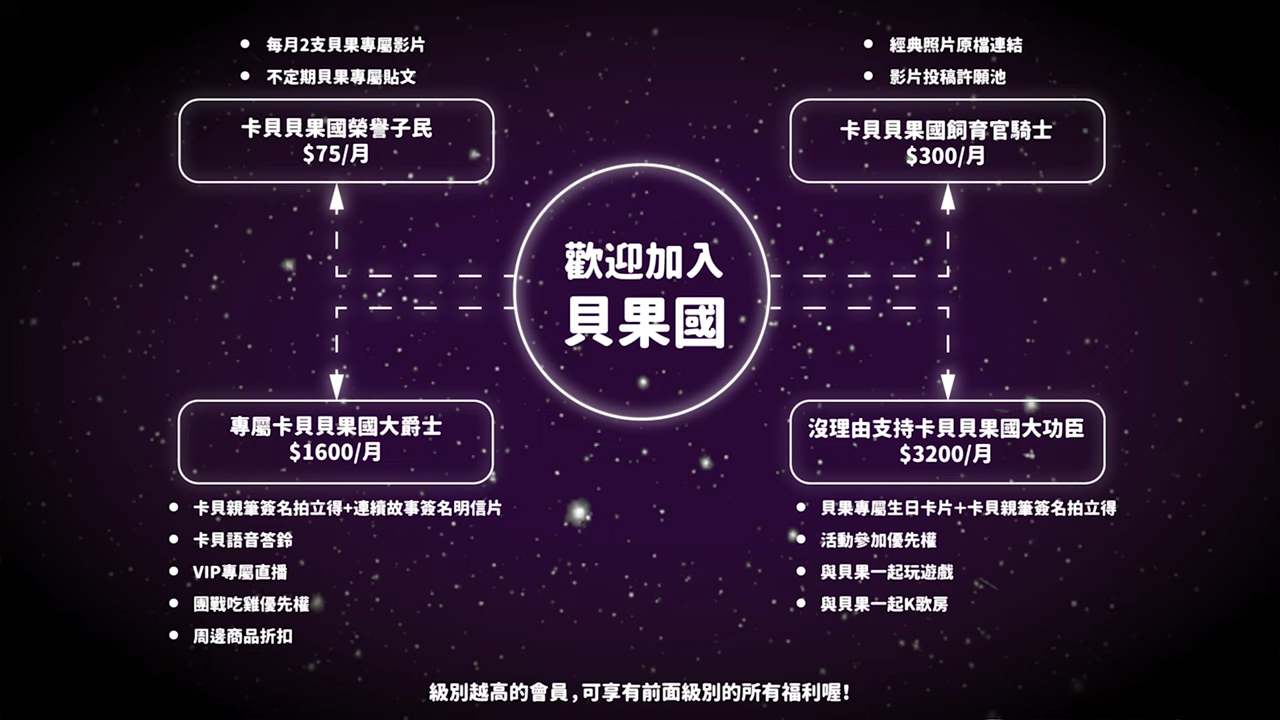 每月2支貝果專屬影片
不定期貝果專屬貼文
卡貝貝果國榮譽子民
$75/月
經典照片原檔連結
影片投稿許願池
卡貝貝果國飼育官騎士
$300/月
歡迎加入
貝果國
專屬卡貝貝果國大爵士
$1600/月
卡貝親筆簽名拍立得+連續故事簽名明信片
卡貝語音答鈴
VIP專屬直播
團戰吃雞優先權
周邊商品折扣
沒理由支持卡貝貝果國大功臣
$3200/月
貝果專屬生日卡片+卡貝親筆簽名拍立得
活動參加優先權
與貝果一起玩遊戲
與貝果一起K歌房
級別越高的會員,可享有前面級別的所有福利喔!